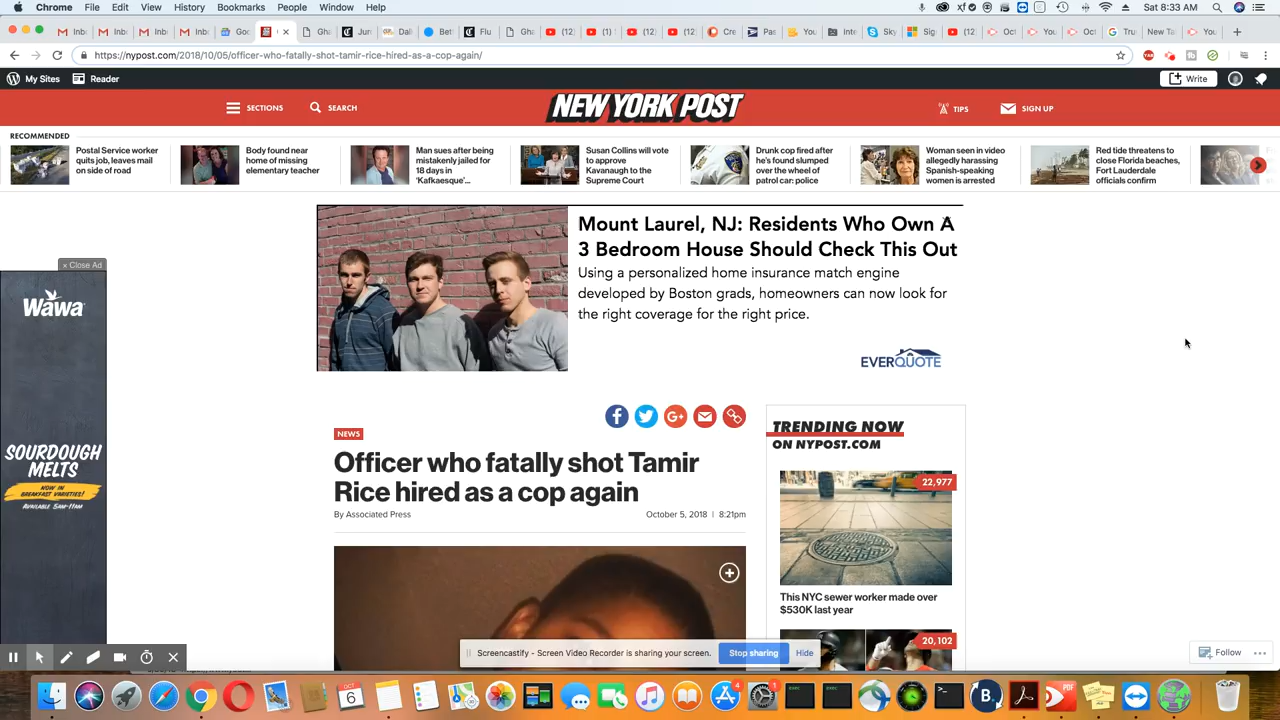 Chrome File Edit View History Bookmarks People Window Help
Sat 8:33 AM
https://nypost.com/2018/10/05/officer-who-fatally-shot-tamir-rice-hired-as-a-cop-again/
My Sites Reader Write
SECTIONS SEARCH NEW YORK POST TIPS SIGN UP
RECOMMENDED
Postal Service worker
quits job, leaves mail
on side of road
Body found near
home of missing
elementary teacher
Man sues after being
mistakenly jailed for
18 days in
'Kafkaesque'...
Susan Collins will vote
to approve
Kavanaugh to the
Supreme Court
Drunk cop fired after
he's found slumped
over the wheel of
patrol car: police
Woman seen in video
allegedly harassing
Spanish-speaking
women is arrested
Red tide threatens to
close Florida beaches,
Fort Lauderdale
officials confirm
Mount Laurel, NJ: Residents Who Own A
3 Bedroom House Should Check This Out
Using a personalized home insurance match engine
developed by Boston grads, homeowners can now look for
the right coverage for the right price.
EVERQUOTE
× Close Ad
Wawa
SOURDOUGH
MELTS
NOW IN
BREAKFAST VARIETIES!
AVAILABLE 5AM-11AM
NEWS
Officer who fatally shot Tamir
Rice hired as a cop again
By Associated Press October 5, 2018 | 8:21pm
TRENDING NOW
ON NYPOST.COM
22,977
This NYC sewer worker made over
$530K last year
20,102
Screencastify - Screen Video Recorder is sharing your screen. Stop sharing Hide
Follow
OCT
6
PDF